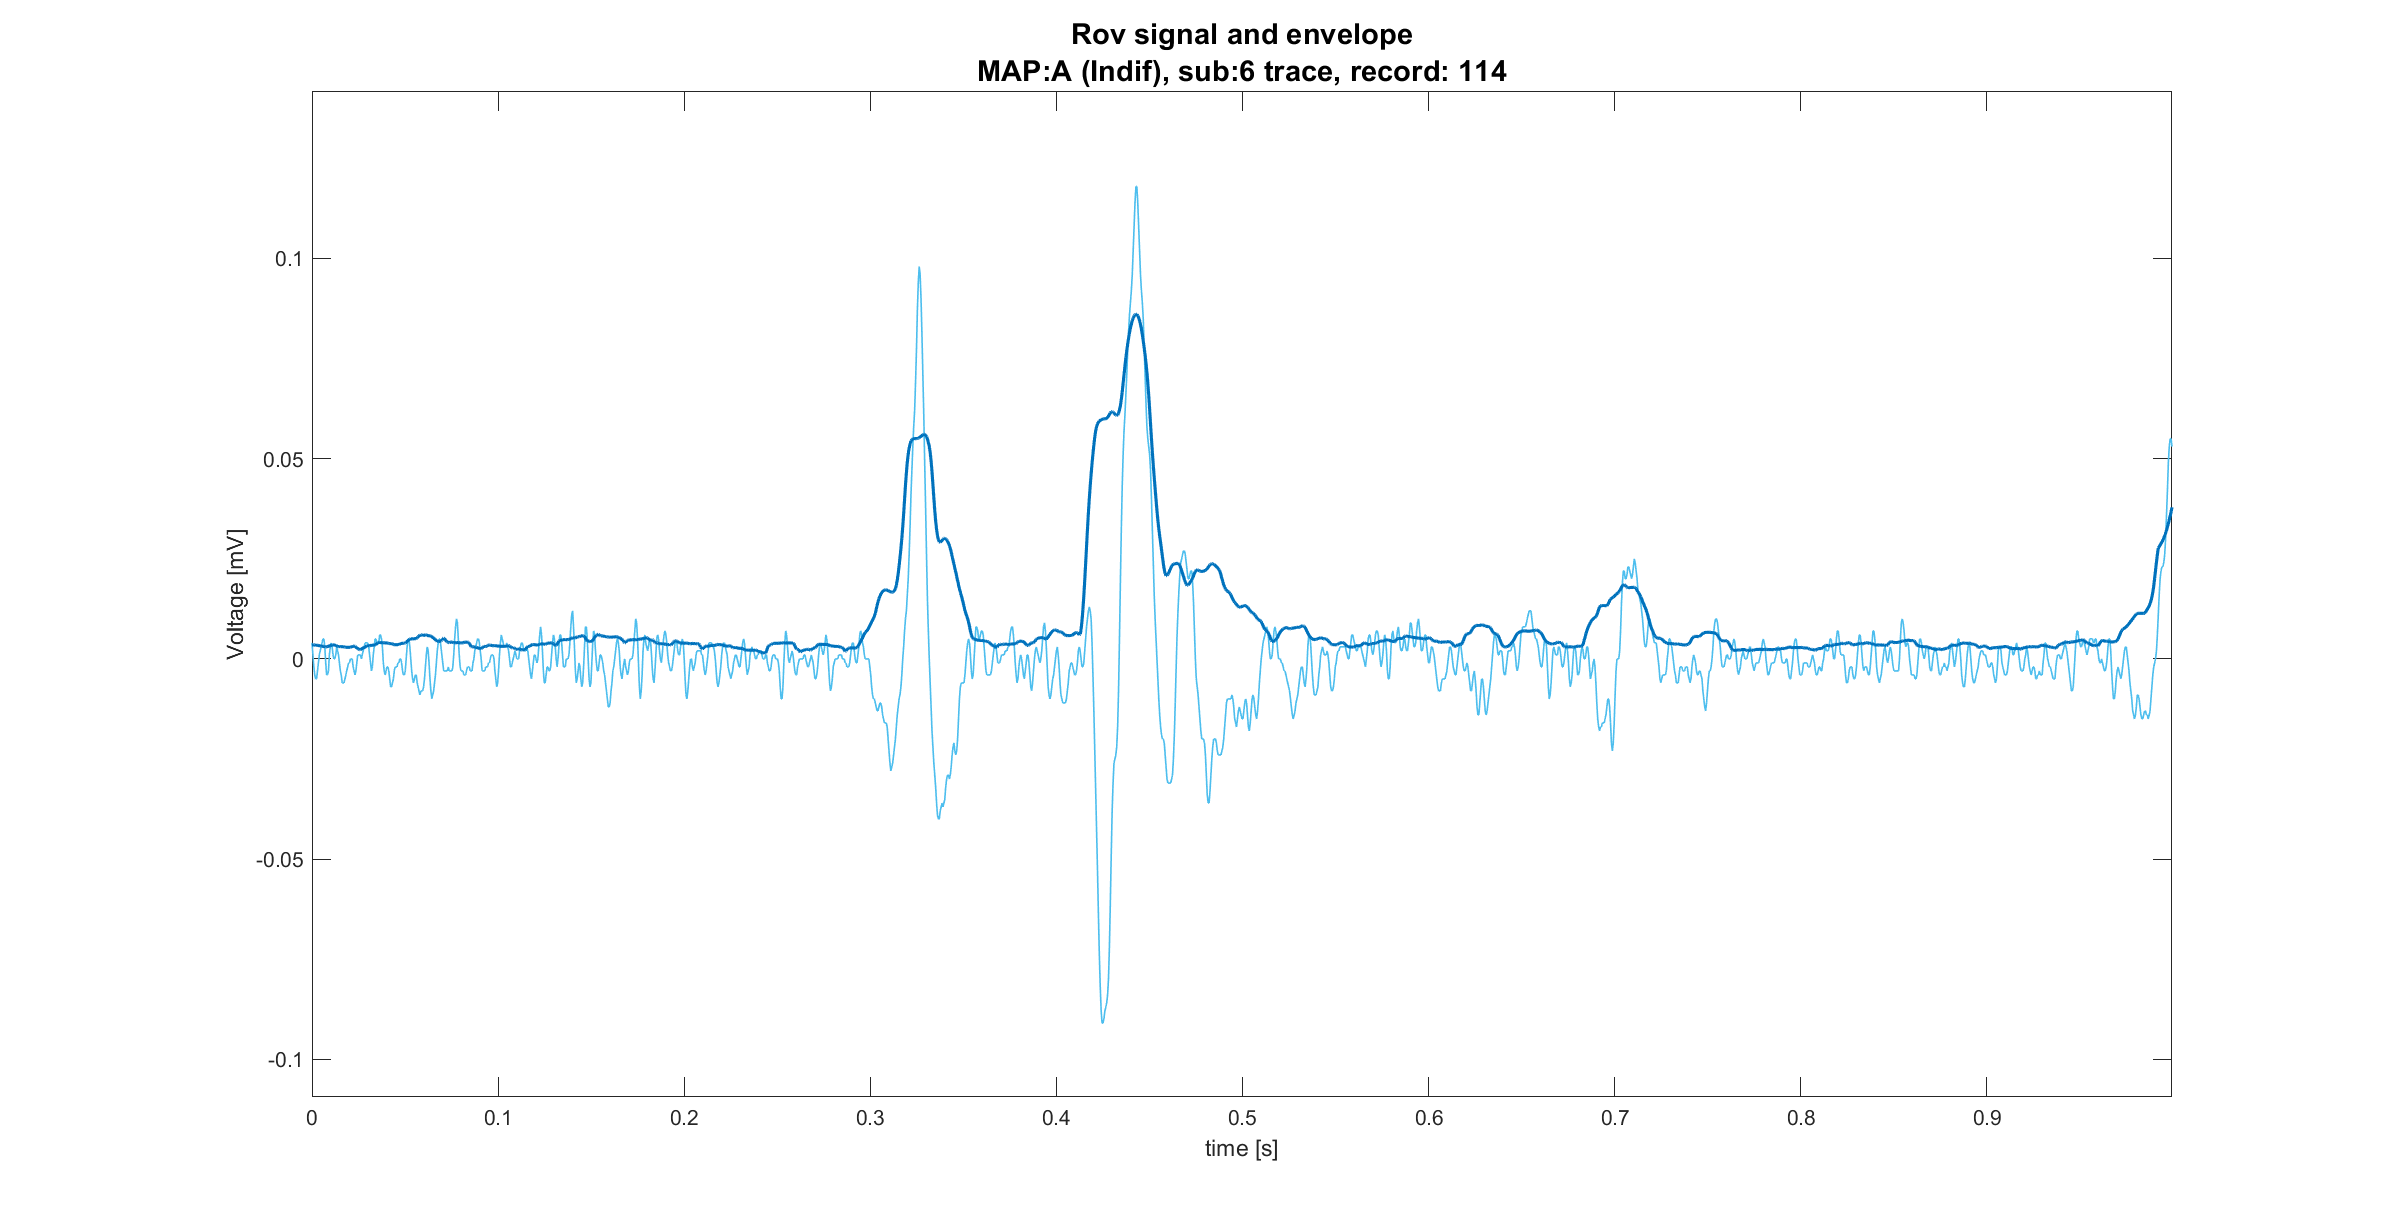 Rov signal and envelope
MAP:A (Indif), sub:6 trace, record: 114
0.1
0.05
0
-0.05
-0.1
Voltage [mV]
0 0.1 0.2 0.3 0.4 0.5 0.6 0.7 0.8 0.9
time [s]